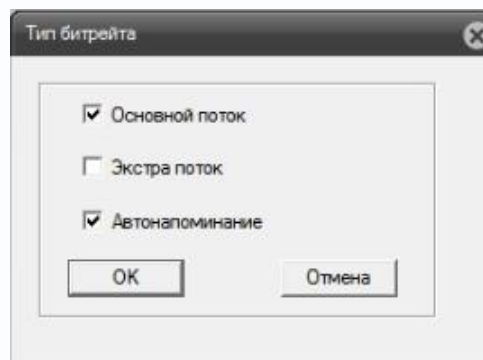 Тип битрейта
Основной поток
Экстра поток
Автонапоминание
OK
Отмена